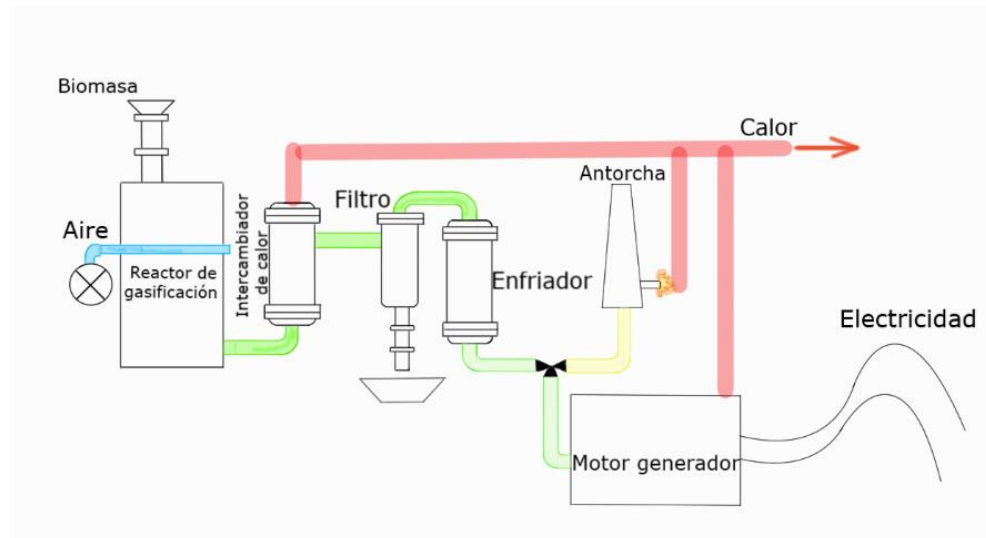 Biomasa
Aire
Reactor de
gasificación
Intercambiador
de calor
Filtro
Enfriador
Antorcha
Calor
Motor generador
Electricidad